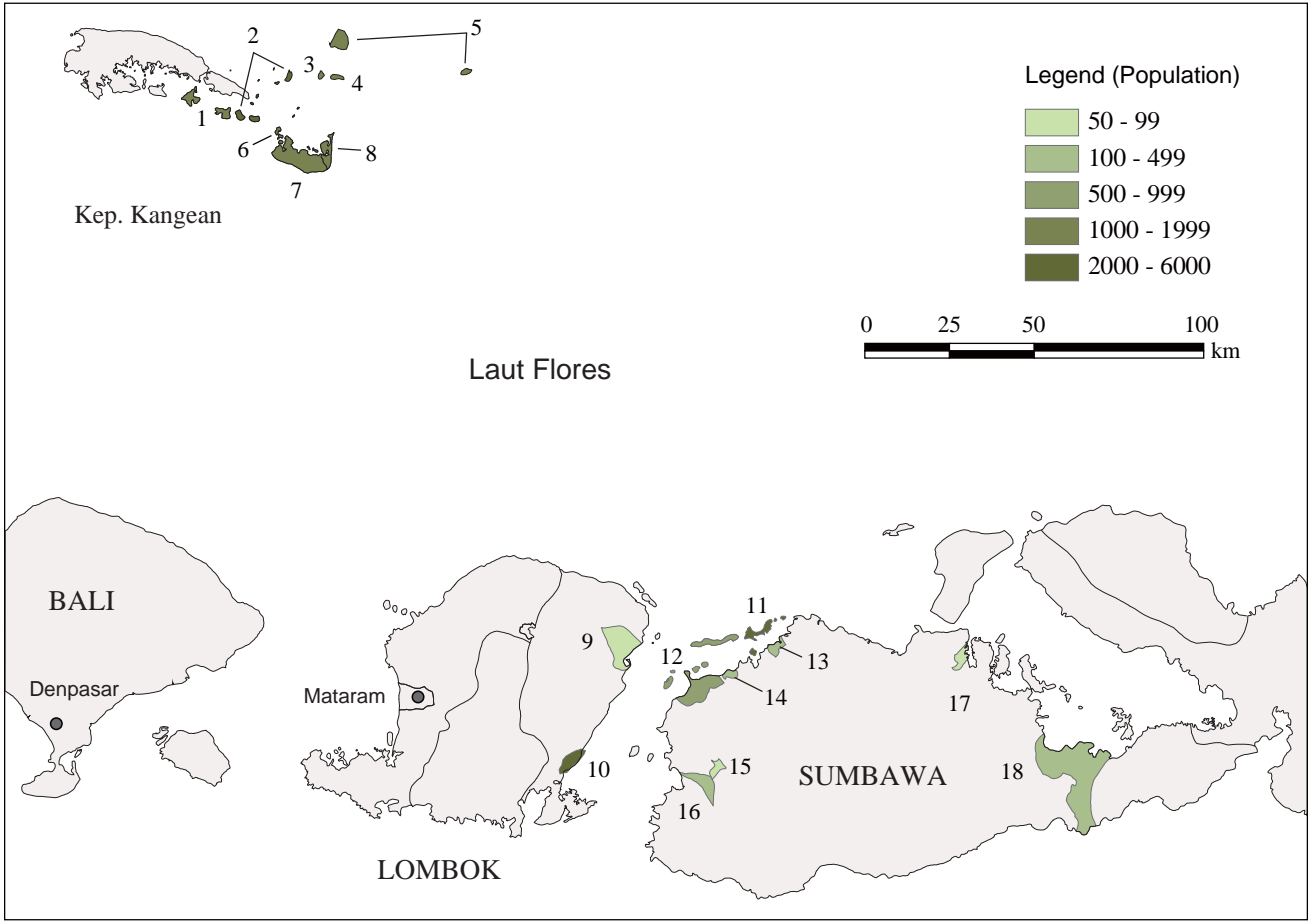 2
5
3
4
1
6
8
7
Kep. Kangean
Legend (Population)
50 - 99
100 - 499
500 - 999
1000 - 1999
2000 - 6000
0 25 50 100
km
Laut Flores
BALI
Denpasar
Mataram
LOMBOK
9
10
11
12
13
14
15
16
17
18
SUMBAWA